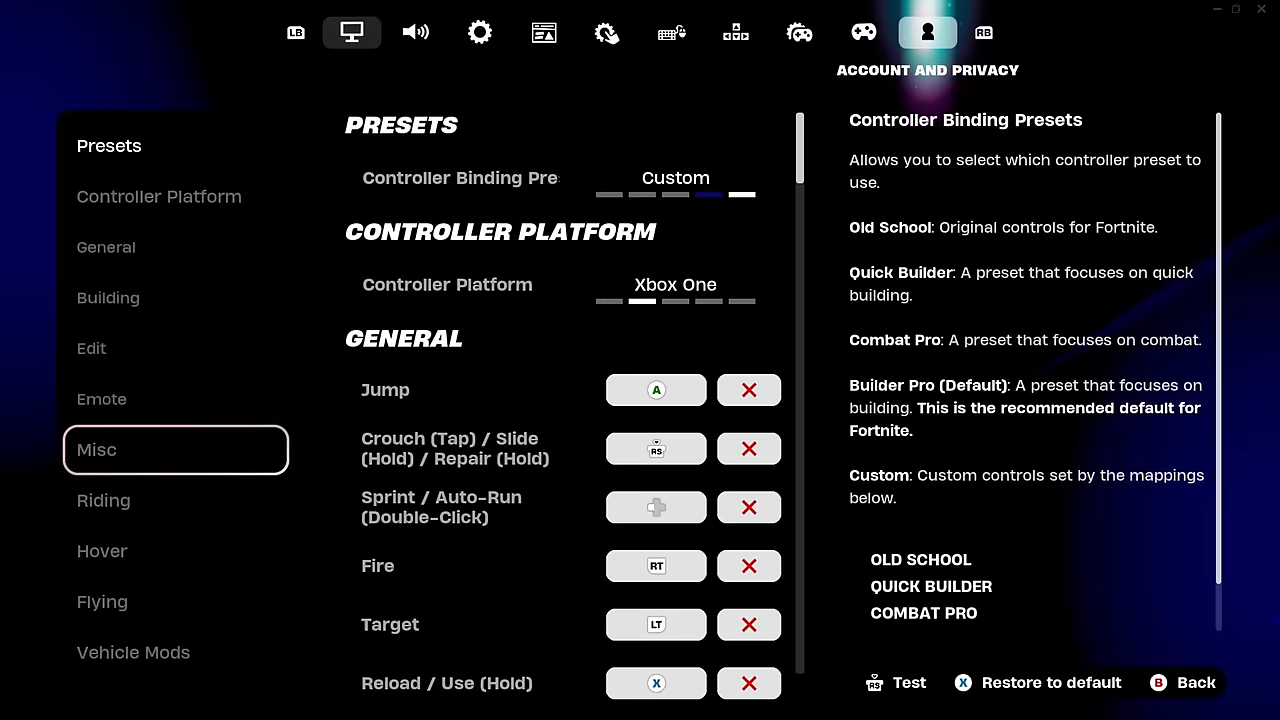 LB
RB
ACCOUNT AND PRIVACY
Presets
Controller Platform
General
Building
Edit
Emote
Misc
Riding
Hover
Flying
Vehicle Mods
PRESETS
Controller Binding Pre
Custom
CONTROLLER PLATFORM
Controller Platform
Xbox One
GENERAL
Jump
A
Crouch (Tap) / Slide
(Hold) / Repair (Hold)
RS
Sprint / Auto-Run
(Double-Click)
Fire
RT
Target
LT
Reload / Use (Hold)
X
Controller Binding Presets
Allows you to select which controller preset to
use.
Old School: Original controls for Fortnite.
Quick Builder: A preset that focuses on quick
building.
Combat Pro: A preset that focuses on combat.
Builder Pro (Default): A preset that focuses on
building. This is the recommended default for
Fortnite.
Custom: Custom controls set by the mappings
below.
OLD SCHOOL
QUICK BUILDER
COMBAT PRO
RS Test X Restore to default B Back